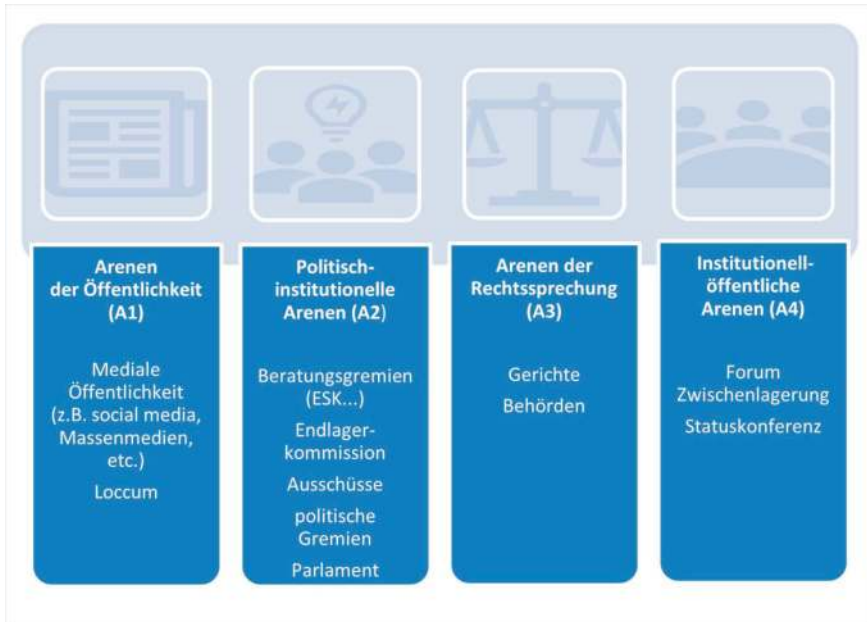 Arenen
der Öffentlichkeit
(A1)
Mediale
Öffentlichkeit
(z.B. social media,
Massenmedien,
etc.)
Loccum
Politisch-
institutionelle
Arenen (A2)
Beratungsgremien
(ESK...)
Endlager-
kommission
Ausschüsse
politische
Gremien
Parlament
Arenen der
Rechtssprechung
(A3)
Gerichte
Behörden
Institutionell-
öffentliche
Arenen (A4)
Forum
Zwischenlagerung
Statuskonferenz